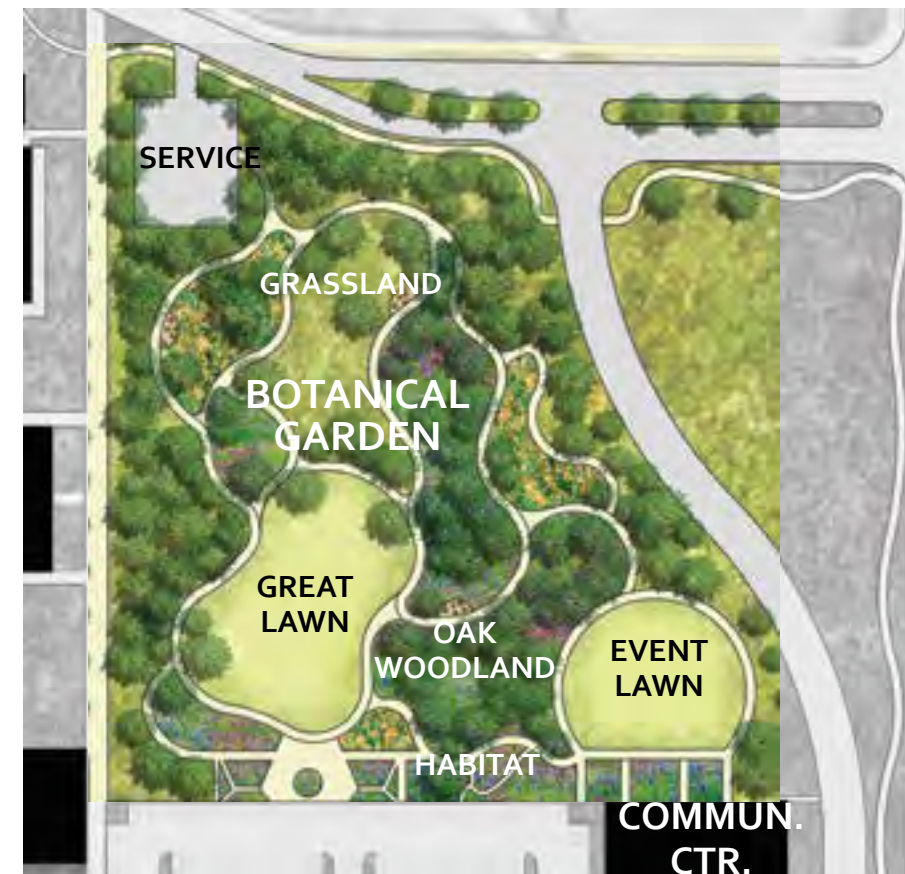 SERVICE
GRASSLAND
BOTANICAL
GARDEN
GREAT
LAWN
OAK
WOODLAND
EVENT
LAWN
HABITAT
COMMUN.
CTR.